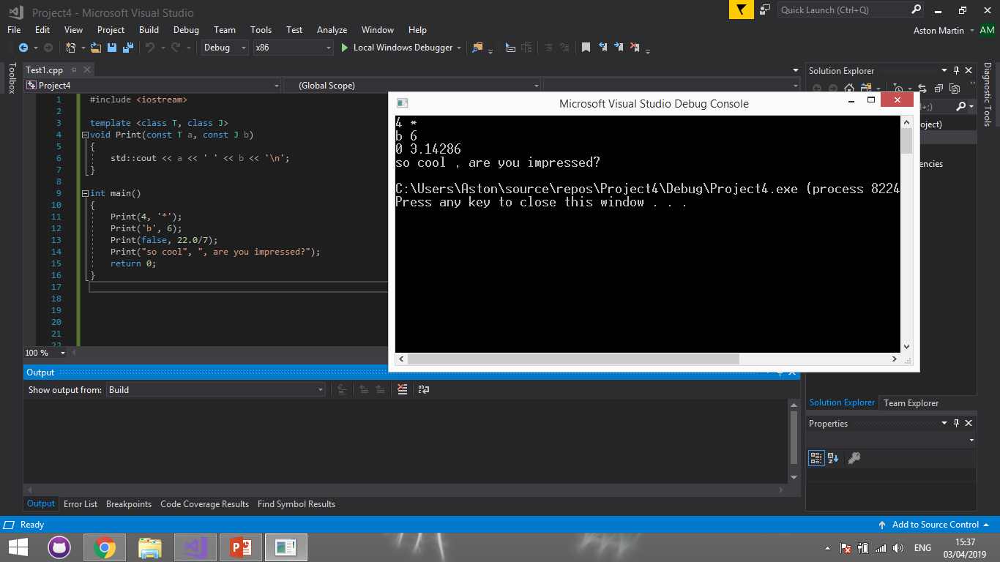 Project4 - Microsoft Visual Studio
Quick Launch (Ctrl+Q)
File Edit View Project Build Debug Team Tools Test Analyze Window Help
Aston Martin AM
Debug x86 Local Windows Debugger
Toolbox
Test1.cpp
Project4 (Global Scope)
1 #include <iostream>
2
3 template <class T, class J>
4 void Print(const T a, const J b)
5 {
6 std::cout << a << ' ' << b << '\n';
7 }
8
9 int main()
10 {
11 Print(4, '*');
12 Print('b', 6);
13 Print(false, 22.0/7);
14 Print("so cool", ", are you impressed?");
15 return 0;
16 }
17
18
19
20
21
22
100 %
Microsoft Visual Studio Debug Console
4 *
b 6
0 3.14286
so cool , are you impressed?
C:\Users\Aston\source\repos\Project4\Debug\Project4.exe (process 8224
Press any key to close this window . . .
Solution Explorer
+;)
oject)
encies
Diagnostic Tools
Solution Explorer Team Explorer
Properties
Output
Show output from: Build
Output Error List Breakpoints Code Coverage Results Find Symbol Results
Ready
Add to Source Control
ENG
15:37
03/04/2019